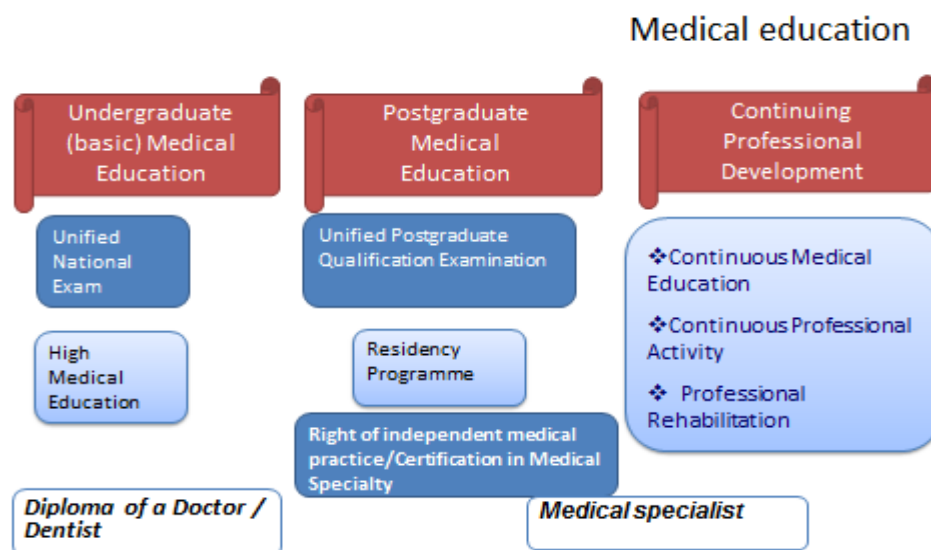 Medical education
Undergraduate
(basic) Medical
Education
Postgraduate
Medical
Education
Continuing
Professional
Development
Unified
National
Exam
Unified Postgraduate
Qualification Examination
❖Continuous Medical
Education
❖Continuous Professional
Activity
❖ Professional
Rehabilitation
High
Medical
Education
Residency
Programme
Right of independent medical
practice/Certification in Medical
Specialty
Diploma of a Doctor /
Dentist
Medical specialist